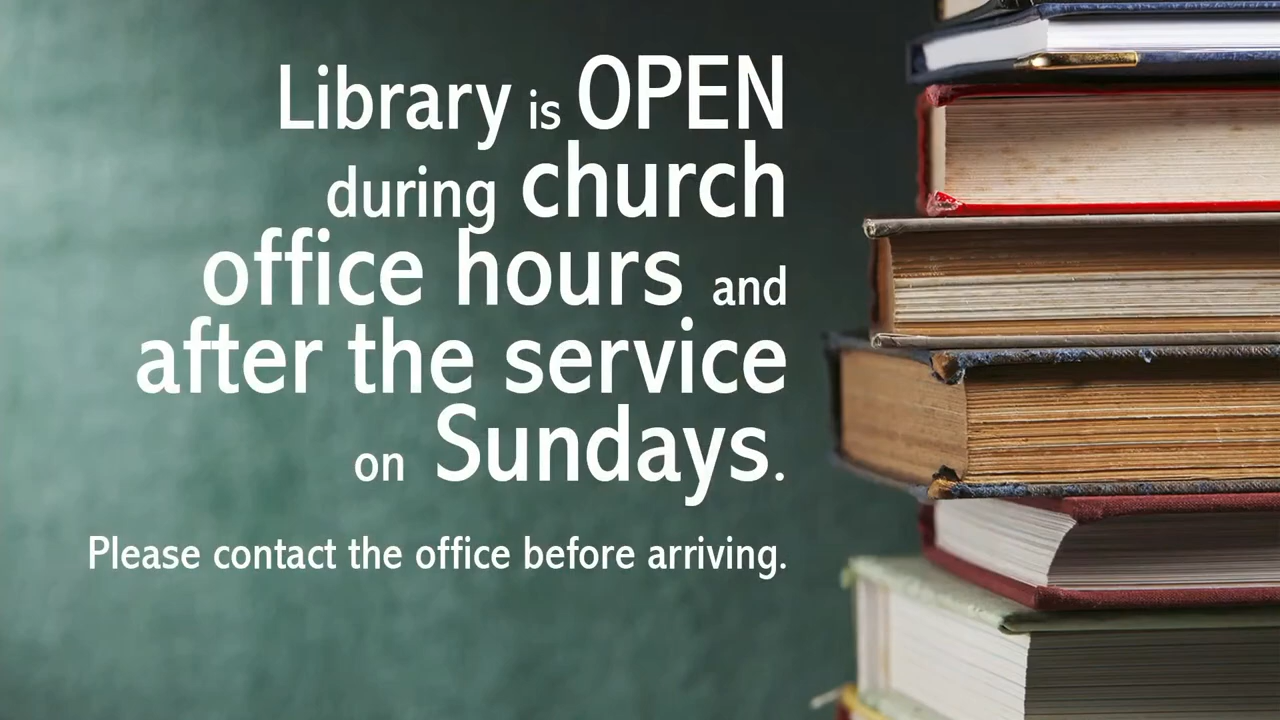 Library is OPEN
during church
office hours and
after the service
on Sundays.
Please contact the office before arriving.